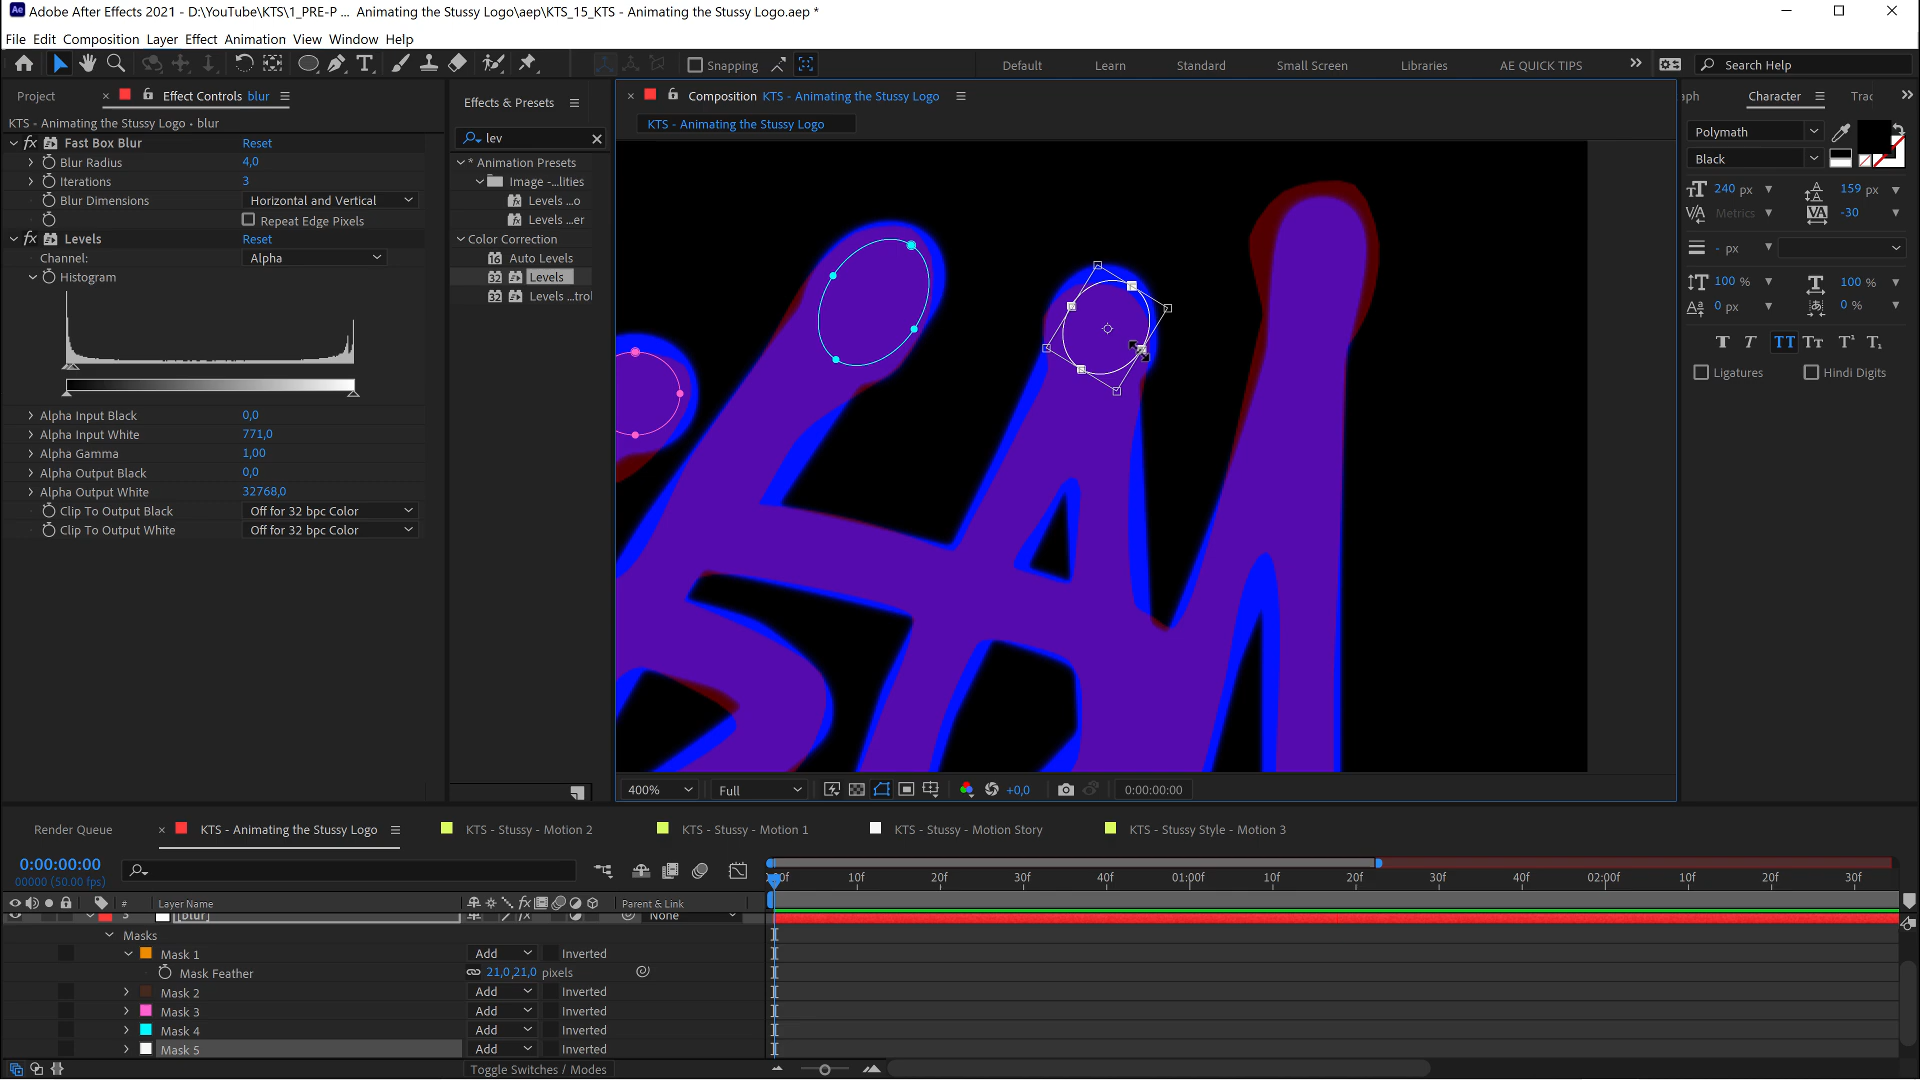 Adobe After Effects 2021 - D:\YouTube\KTS\1_PRE-P ... Animating the Stussy Logo\aep\KTS_15_KTS - Animating the Stussy Logo.aep *
File Edit Composition Layer Effect Animation View Window Help
Snapping
Default
Learn
Standard
Small Screen
Libraries
AE QUICK TIPS
Search Help
Project
Effect Controls blur
KTS - Animating the Stussy Logo • blur
fx Fast Box Blur Reset
Blur Radius 4,0
Iterations 3
Blur Dimensions Horizontal and Vertical
Repeat Edge Pixels
fx Levels Reset
Channel: Alpha
Histogram
Alpha Input Black 0,0
Alpha Input White 771,0
Alpha Gamma 1,00
Alpha Output Black 0,0
Alpha Output White 32768,0
Clip To Output Black Off for 32 bpc Color
Clip To Output White Off for 32 bpc Color
Effects & Presets
lev
* Animation Presets
Image -...lities
Levels ...o
Levels ...er
Color Correction
16 Auto Levels
32 Levels
32 Levels ...trol
Composition KTS - Animating the Stussy Logo
KTS - Animating the Stussy Logo
400%
Full
+0,0
0:00:00:00
aph
Character
Trac
Polymath
Black
240 px
159 px
Metrics
-30
- px
100 %
100 %
0 px
0 %
Ligatures
Hindi Digits
Render Queue
KTS - Animating the Stussy Logo
KTS - Stussy - Motion 2
KTS - Stussy - Motion 1
KTS - Stussy - Motion Story
KTS - Stussy Style - Motion 3
0:00:00:00
00000 (50.00 fps)
# Layer Name
Parent & Link
[blur]
None
Masks
Mask 1 Add Inverted
Mask Feather 21,0,21,0 pixels
Mask 2 Add Inverted
Mask 3 Add Inverted
Mask 4 Add Inverted
Mask 5 Add Inverted
Toggle Switches / Modes
10f 20f 30f 40f 01:00f 10f 20f 30f 40f 02:00f 10f 20f 30f